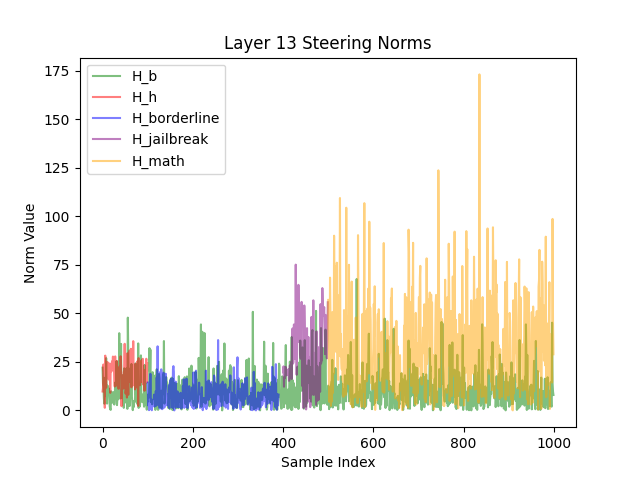 Layer 13 Steering Norms
175
150
125
100
75
50
25
0
Norm Value
H_b
H_h
H_borderline
H_jailbreak
H_math
0 200 400 600 800 1000
Sample Index